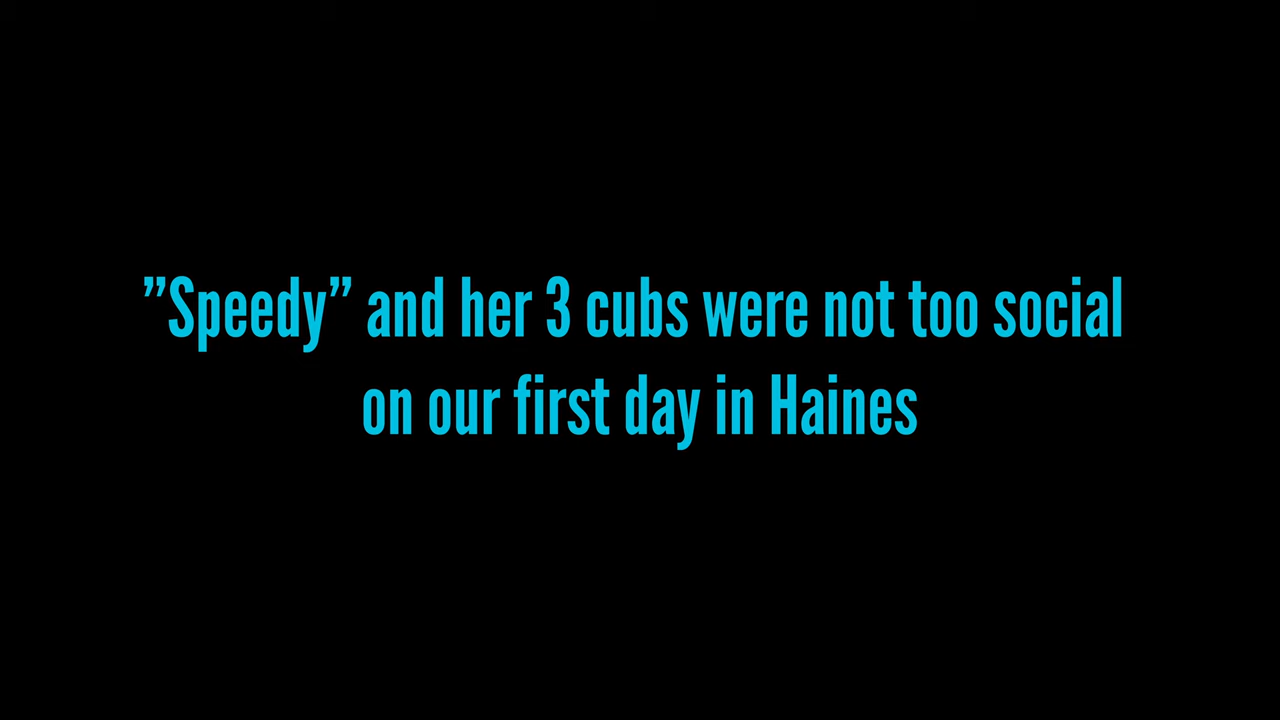 ”Speedy” and her 3 cubs were not too social
on our first day in Haines